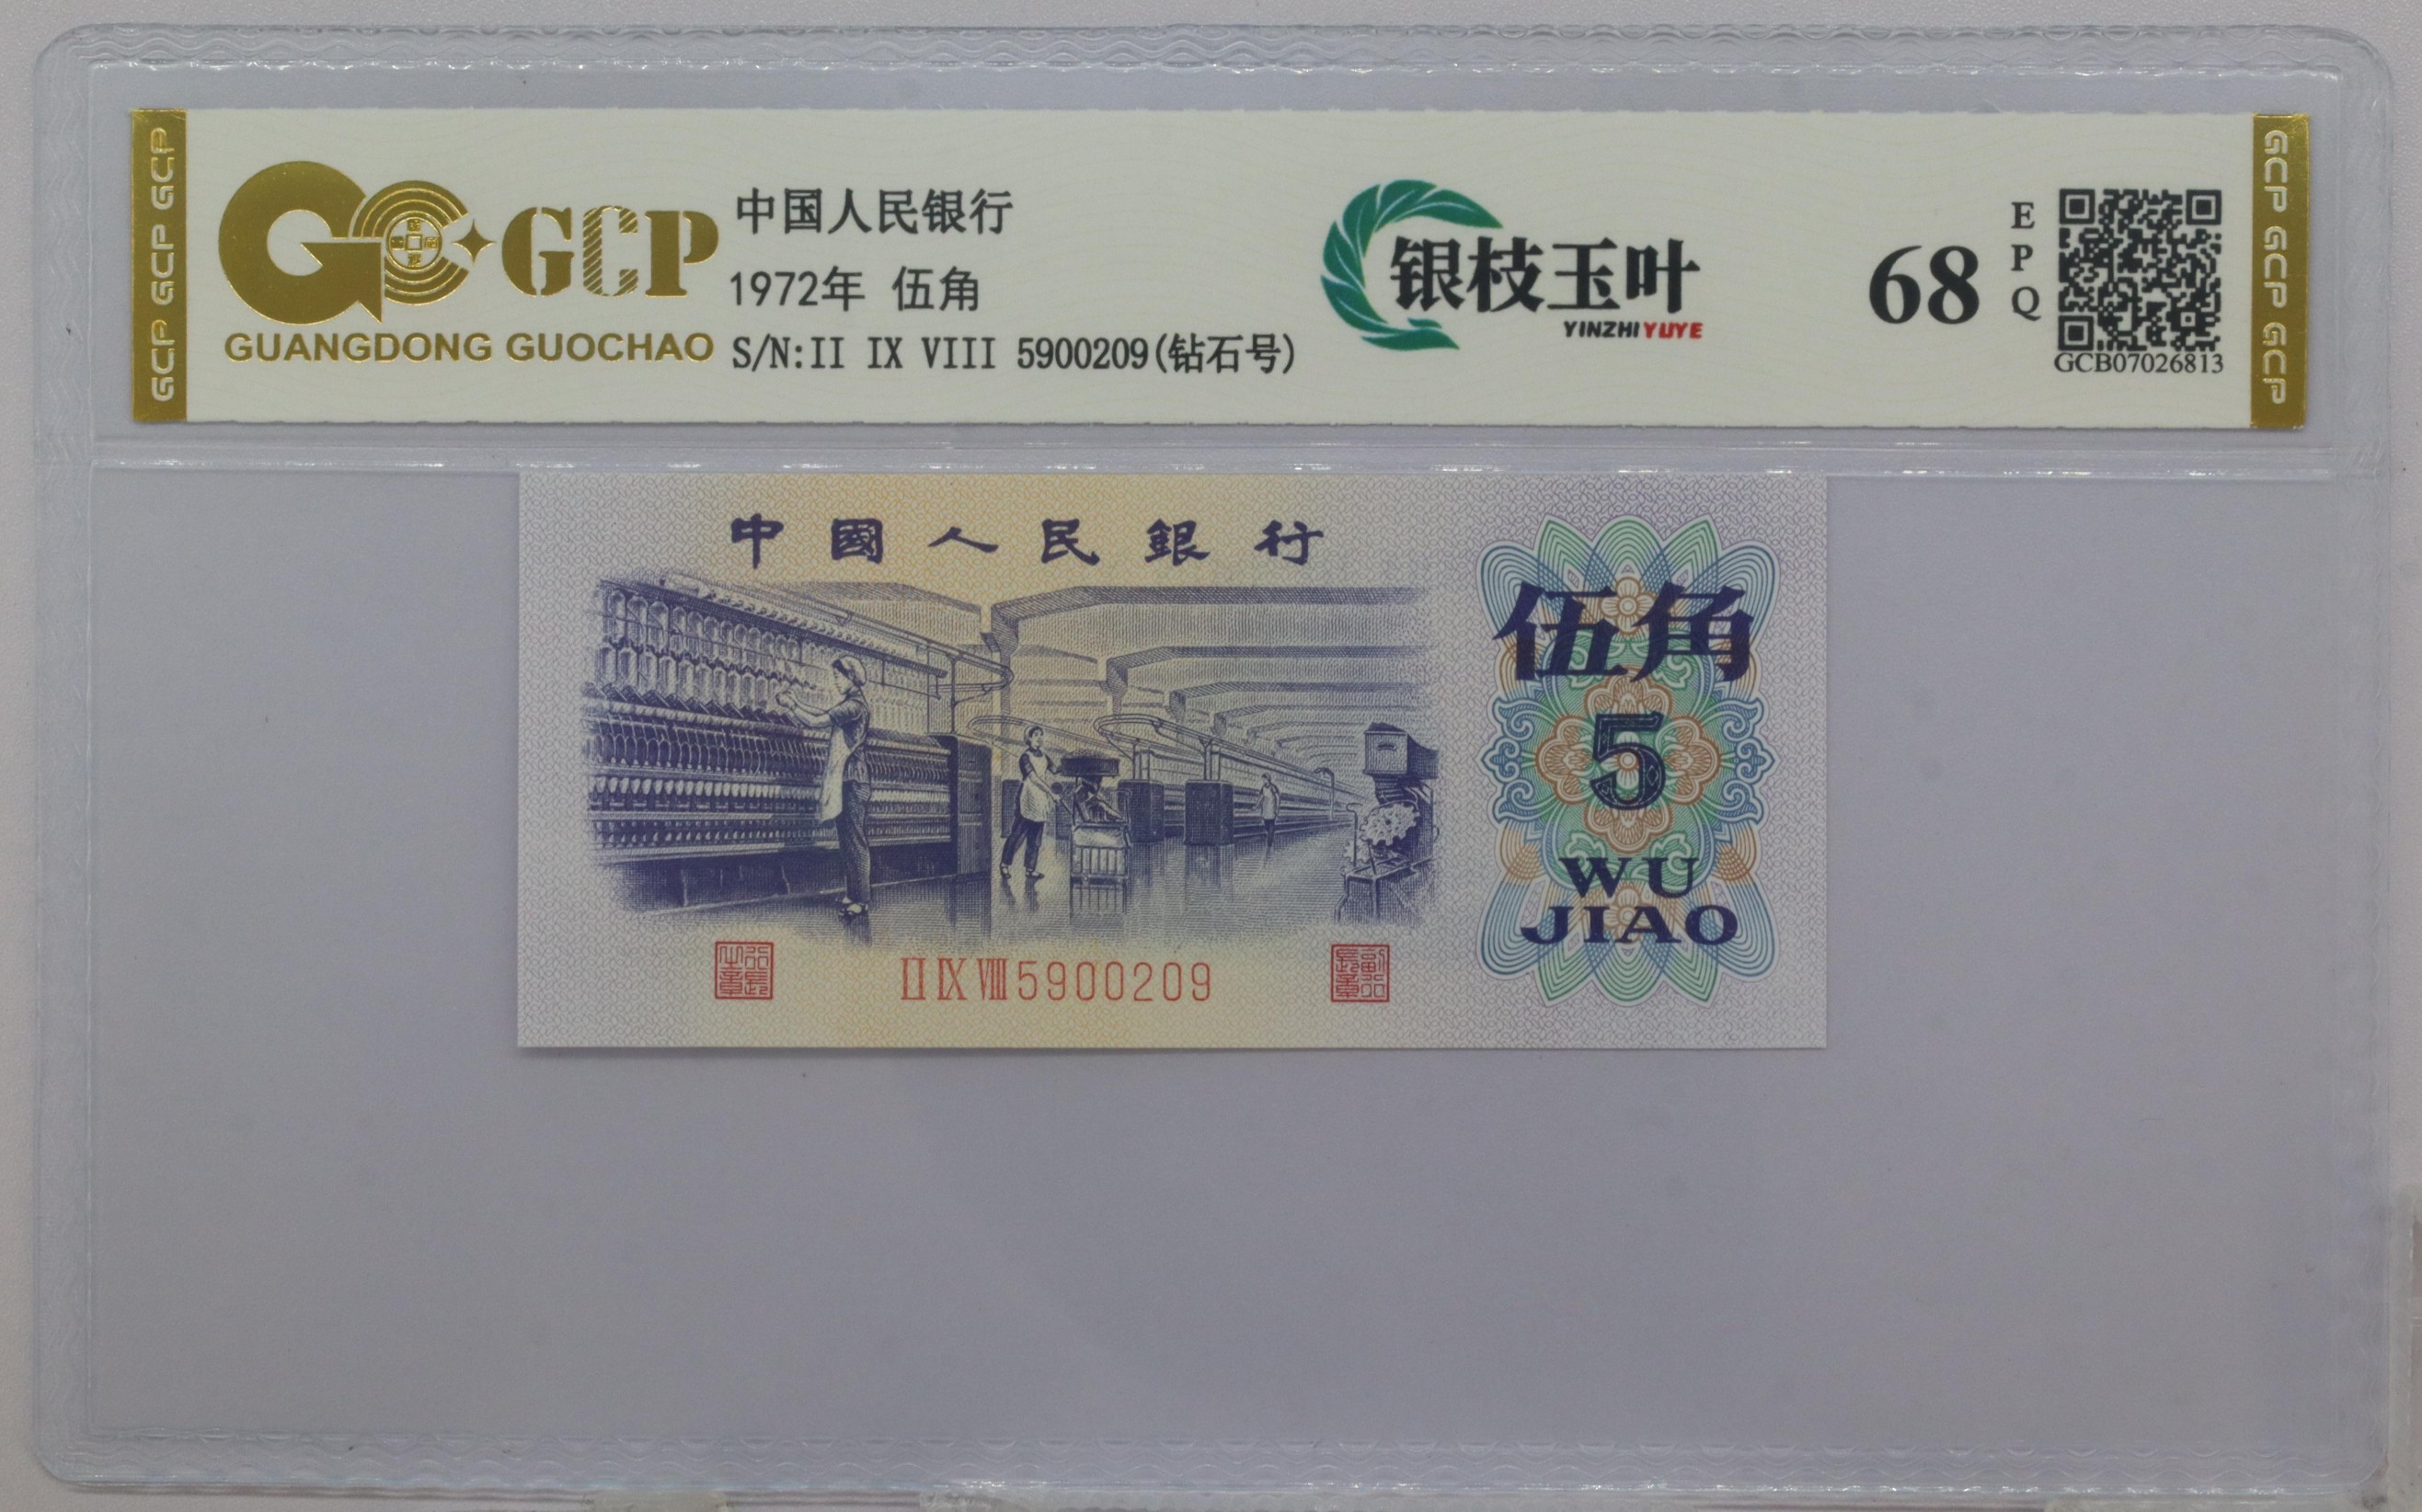 GCP GCP GCP
GCP
GUANGDONG GUOCHAO
中国人民银行
1972年 伍角
S/N:II IX VIII 5900209(钻石号)
银枝玉叶
YINZHIYUYE
68
EPQ
GCB07026813
GCP GCP GCP
中國人民銀行
伍角
5
WU
JIAO
II IX VIII 5900209